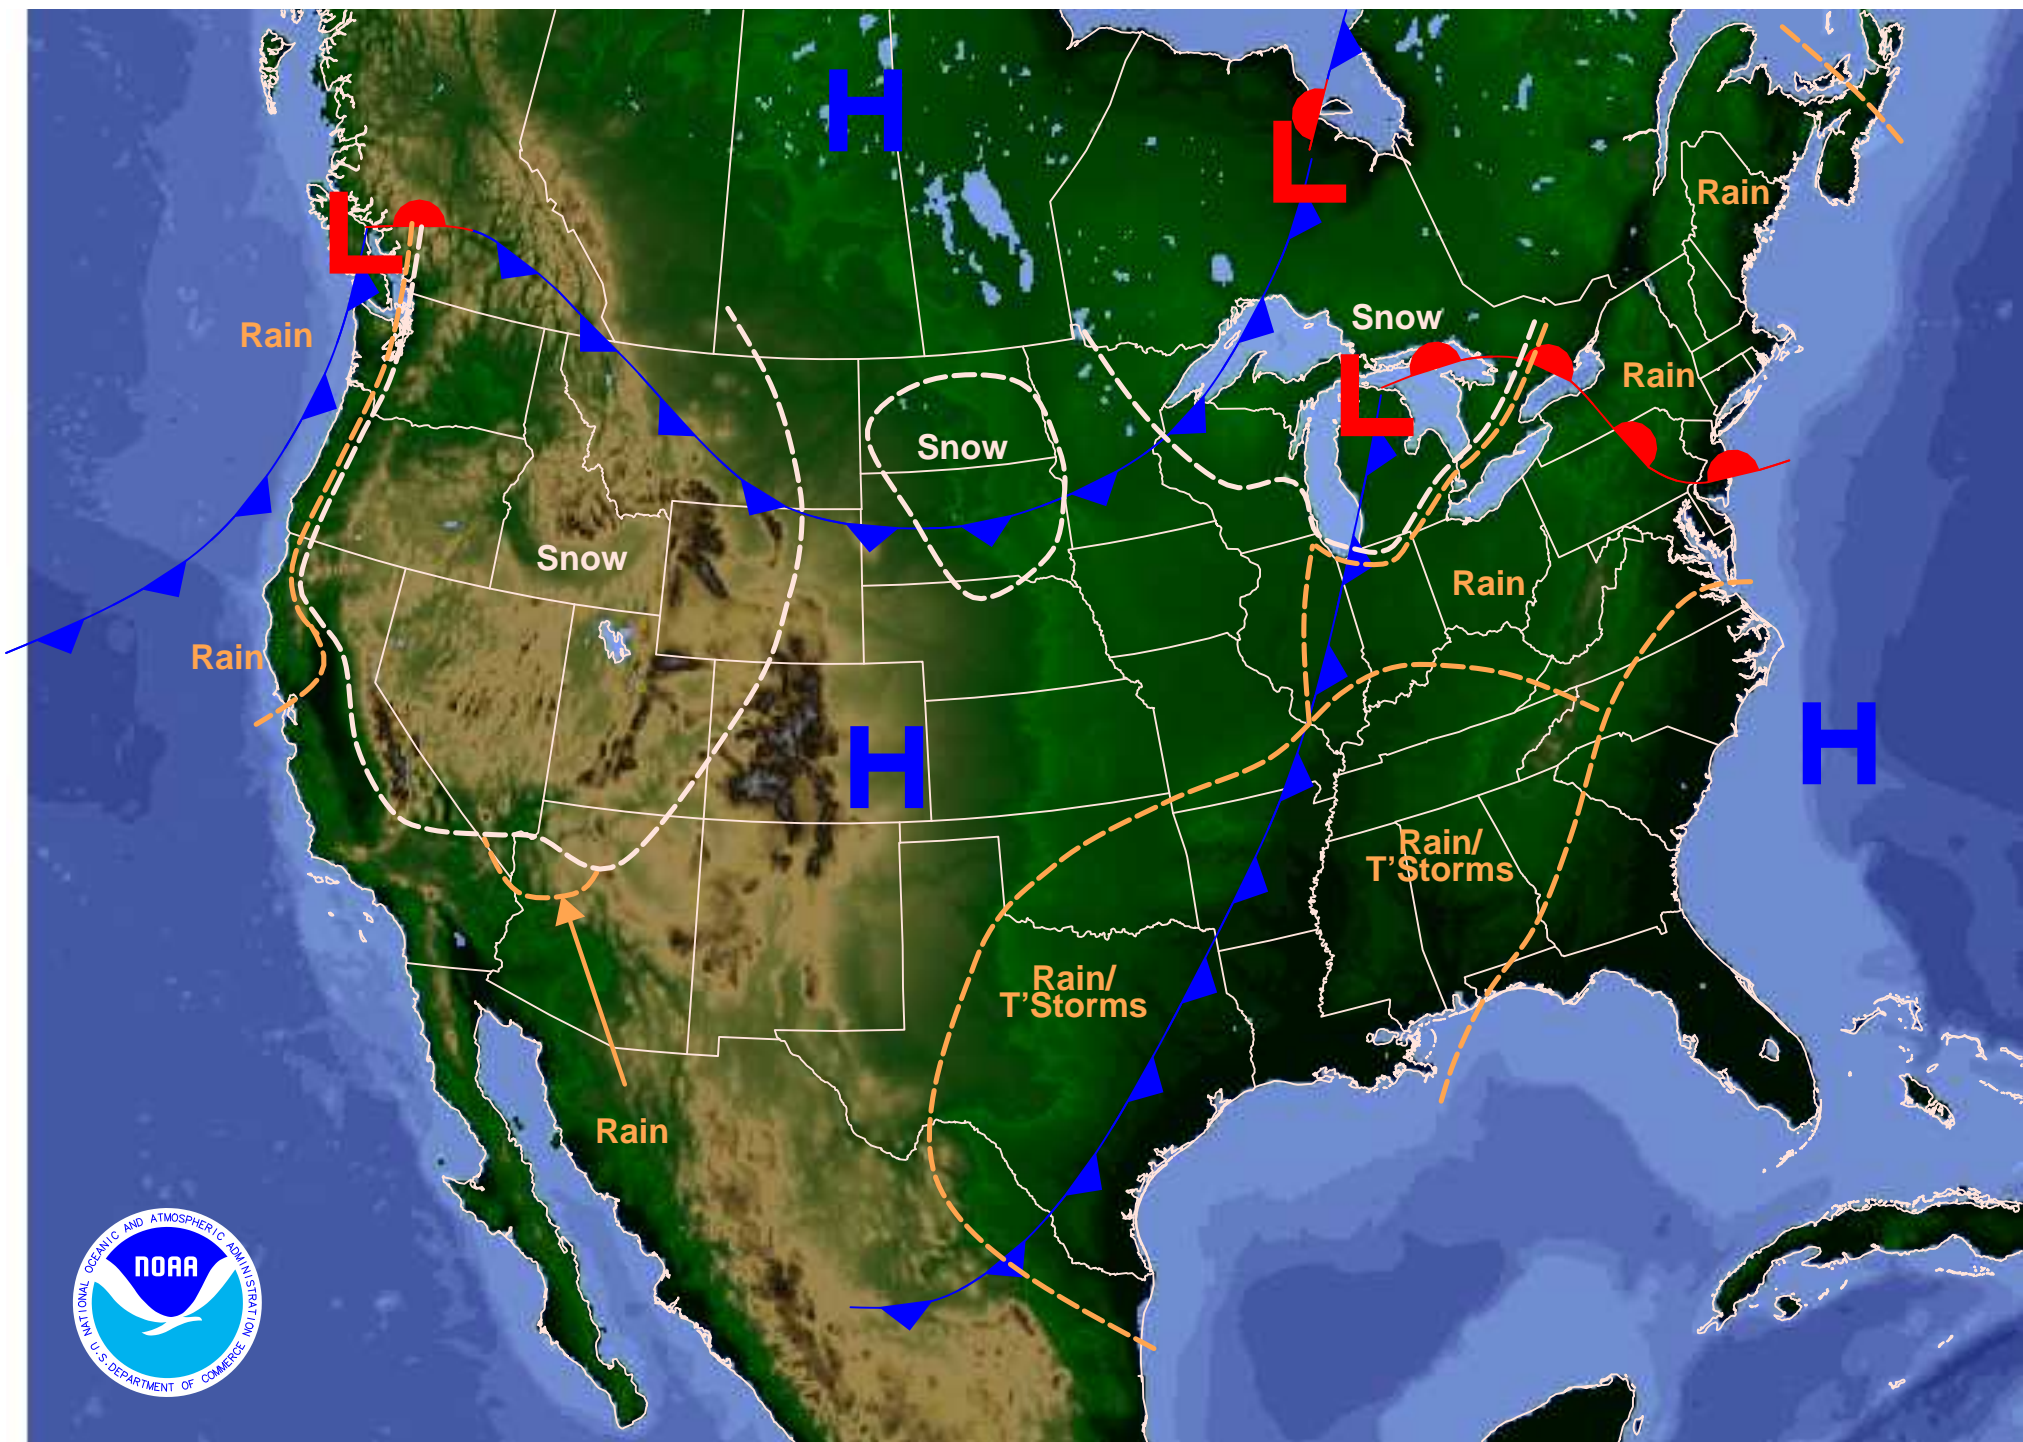 H
L
Rain
L
Rain
Snow
Snow
L
Rain
Snow
Snow
Rain
Rain
H
H
Rain/
T'Storms
Rain/
T'Storms
Rain
NATIONAL OCEANIC AND ATMOSPHERIC ADMINISTRATION
NOAA
U.S. DEPARTMENT OF COMMERCE